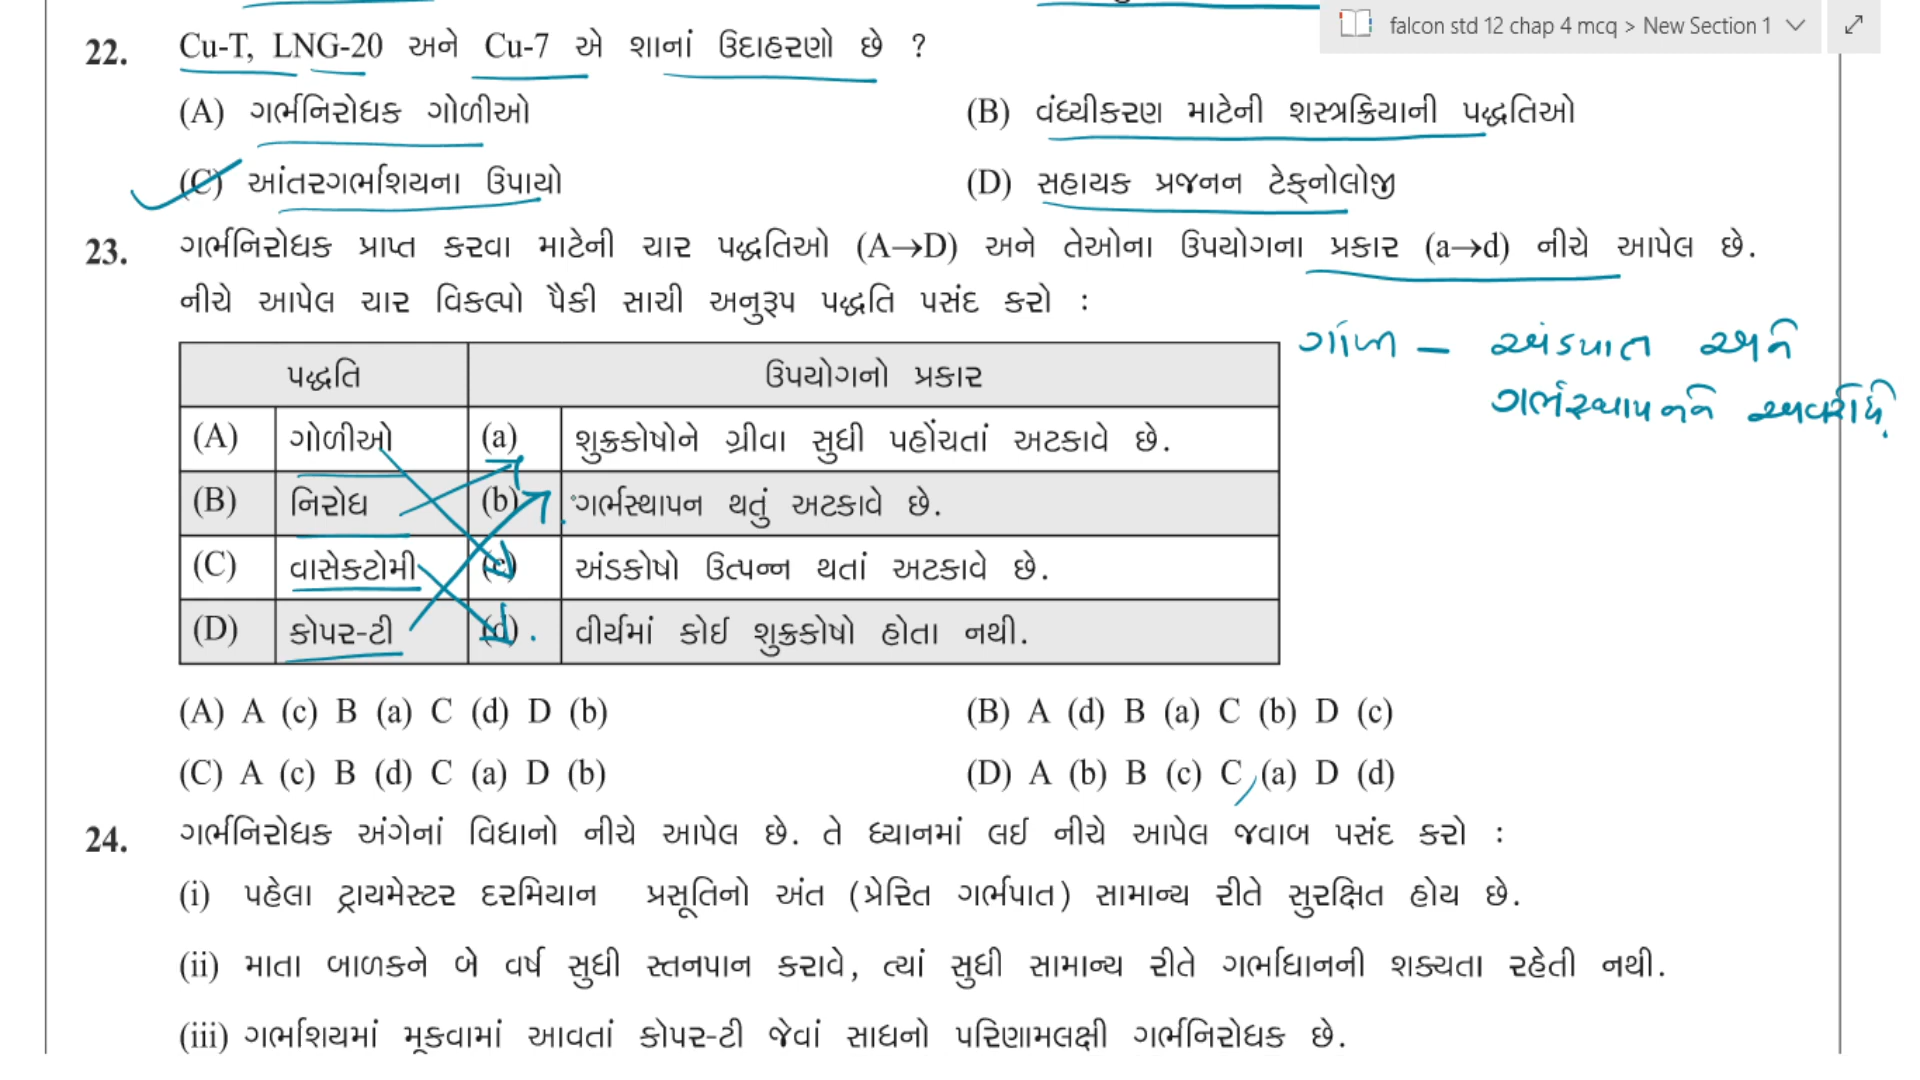 falcon std 12 chap 4 mcq > New Section 1
22. Cu-T, LNG-20 અને Cu-7 એ શાનાં ઉદાહરણો છે ?
(A) ગર્ભનિરોધક ગોળીઓ (B) વંધ્યીકરણ માટેની શસ્ત્રક્રિયાની પદ્ધતિઓ
(C) આંતરગર્ભાશયના ઉપાયો (D) સહાયક પ્રજનન ટેક્નોલોજી
23. ગર્ભનિરોધક પ્રાપ્ત કરવા માટેની ચાર પદ્ધતિઓ (A→D) અને તેઓના ઉપયોગના પ્રકાર (a→d) નીચે આપેલ છે.
નીચે આપેલ ચાર વિકલ્પો પૈકી સાચી અનુરૂપ પદ્ધતિ પસંદ કરો :
પદ્ધતિ ઉપયોગનો પ્રકાર
(A) ગોળીઓ (a) શુક્રકોષોને ગ્રીવા સુધી પહોંચતાં અટકાવે છે.
(B) નિરોધ (b) ગર્ભસ્થાપન થતું અટકાવે છે.
(C) વાસેક્ટોમી (c) અંડકોષો ઉત્પન્ન થતાં અટકાવે છે.
(D) કોપર-ટી (d) વીર્યમાં કોઈ શુક્રકોષો હોતા નથી.
– અંડપાત અને
(A) A (c) B (a) C (d) D (b) (B) A (d) B (a) C (b) D (c)
(C) A (c) B (d) C (a) D (b) (D) A (b) B (c) C (a) D (d)
24. ગર્ભનિરોધક અંગેનાં વિધાનો નીચે આપેલ છે. તે ધ્યાનમાં લઈ નીચે આપેલ જવાબ પસંદ કરો :
(i) પહેલા ટ્રાયમેસ્ટર દરમિયાન પ્રસૂતિનો અંત (પ્રેરિત ગર્ભપાત) સામાન્ય રીતે સુરક્ષિત હોય છે.
(ii) માતા બાળકને બે વર્ષ સુધી સ્તનપાન કરાવે, ત્યાં સુધી સામાન્ય રીતે ગર્ભાધાનની શક્યતા રહેતી નથી.
(iii) ગર્ભાશયમાં મૂકવામાં આવતાં કોપર-ટી જેવાં સાધનો પરિણામલક્ષી ગર્ભનિરોધક છે.